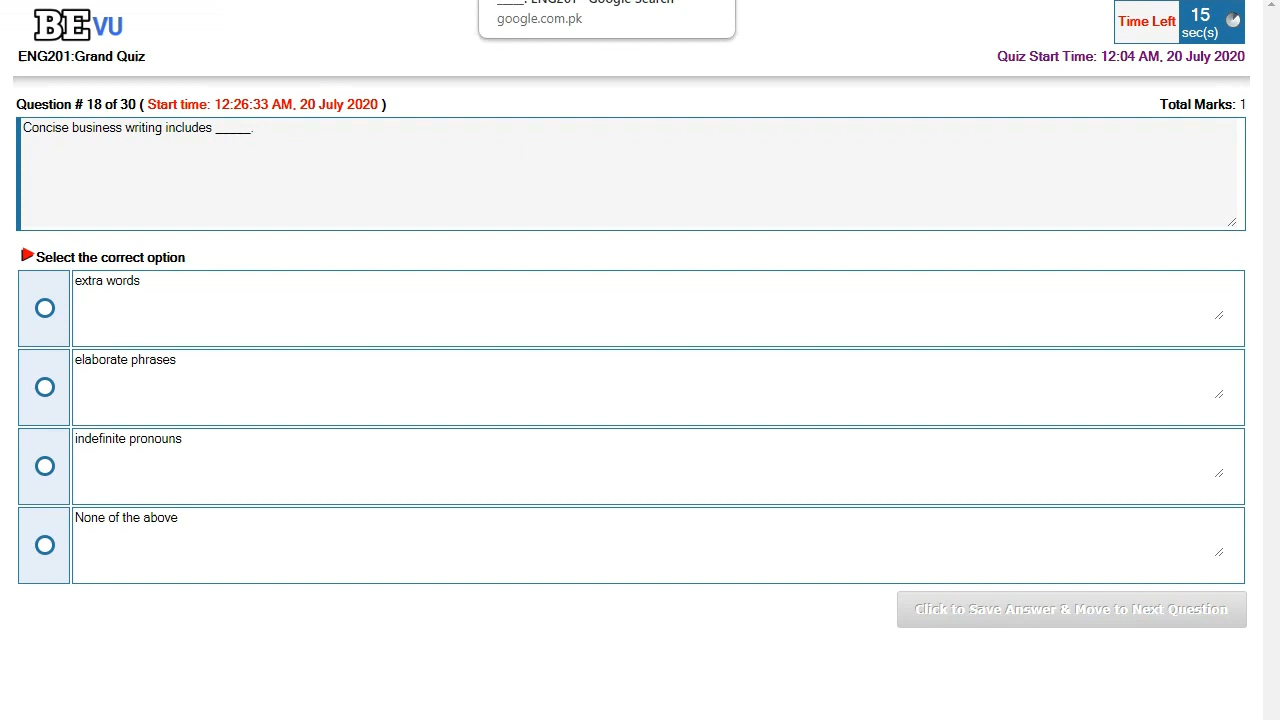 google.com.pk
BEVU
Time Left 15 sec(s)
ENG201:Grand Quiz
Quiz Start Time: 12:04 AM, 20 July 2020
Question # 18 of 30 ( Start time: 12:26:33 AM, 20 July 2020 )
Total Marks: 1
Concise business writing includes _____.
Select the correct option
extra words
elaborate phrases
indefinite pronouns
None of the above
Click to Save Answer & Move to Next Question